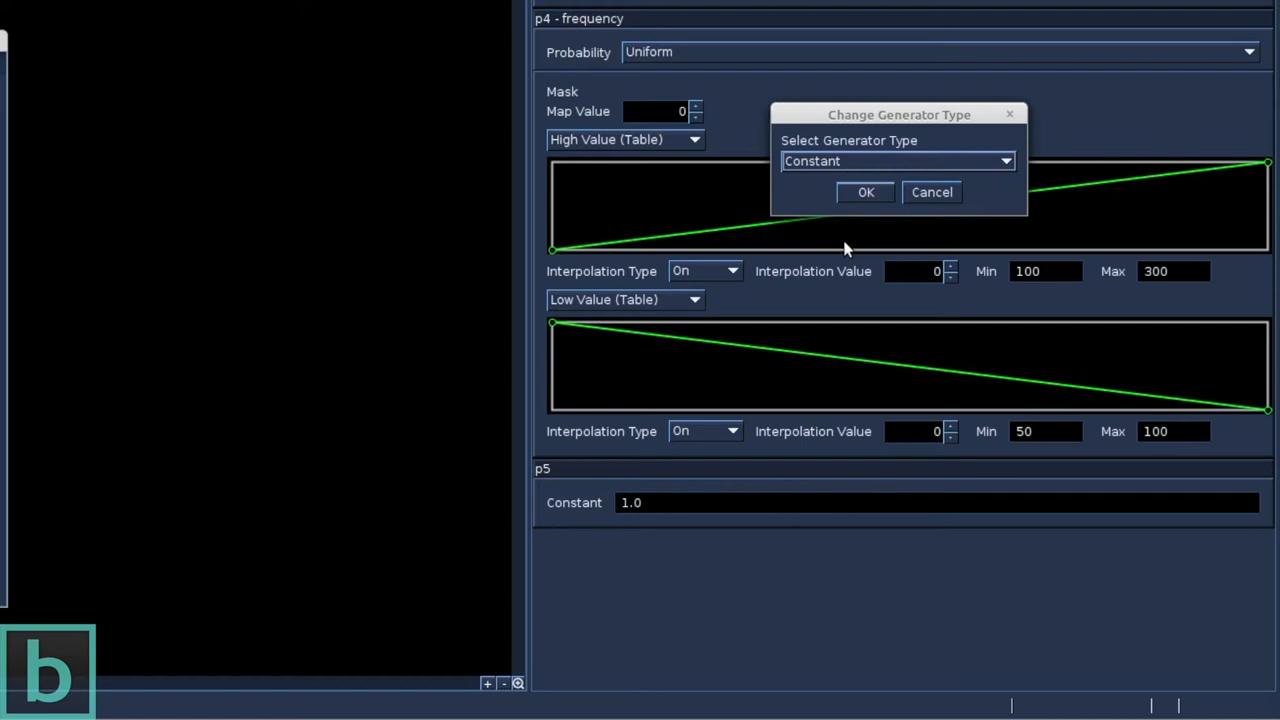 p4 - frequency
Probability Uniform
Mask
Map Value 0
Change Generator Type ×
Select Generator Type
Constant
OK Cancel
High Value (Table)
Interpolation Type On Interpolation Value 0 Min 100 Max 300
Low Value (Table)
Interpolation Type On Interpolation Value 0 Min 50 Max 100
p5
Constant 1.0
b
+ -